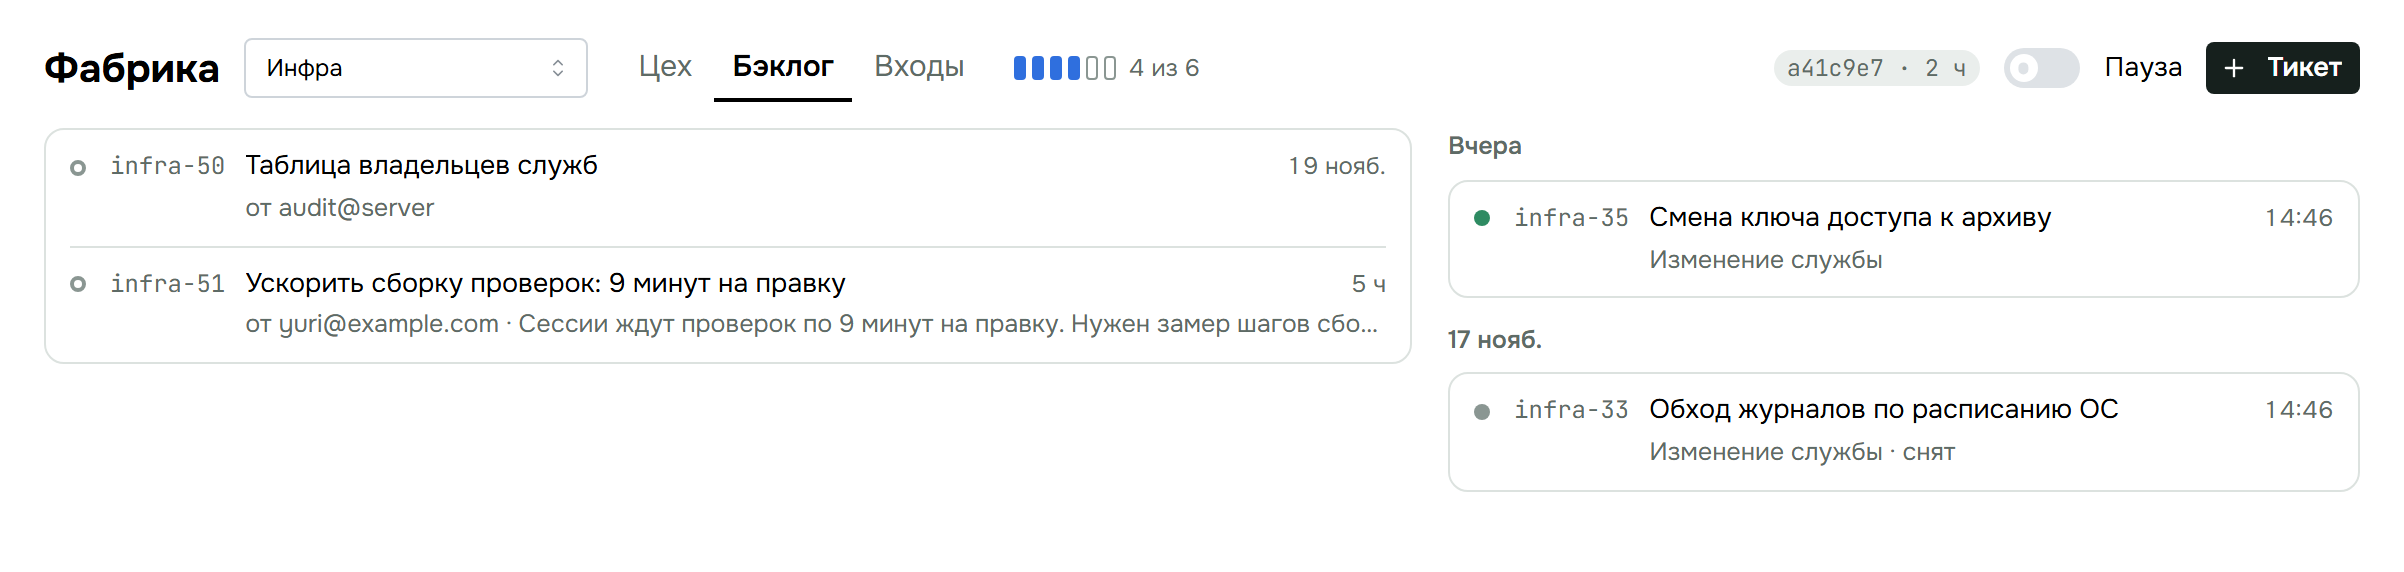 Фабрика
Инфра
Цех Бэклог Входы 4 из 6
a41c9e7 · 2 ч
Пауза
+ Тикет
infra-50 Таблица владельцев служб 19 нояб.
от audit@server
infra-51 Ускорить сборку проверок: 9 минут на правку 5 ч
от yuri@example.com · Сессии ждут проверок по 9 минут на правку. Нужен замер шагов сбо...
Вчера
infra-35 Смена ключа доступа к архиву 14:46
Изменение службы
17 нояб.
infra-33 Обход журналов по расписанию ОС 14:46
Изменение службы · снят